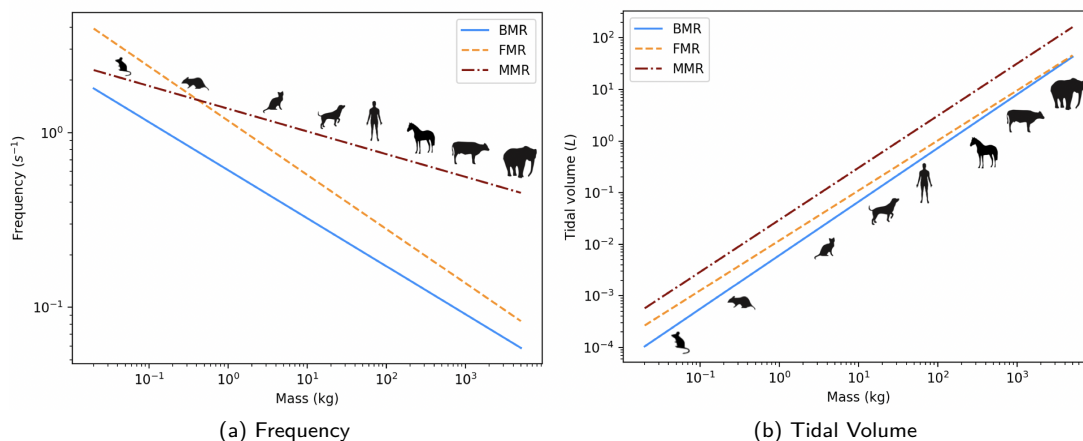 BMR
FMR
MMR
Frequency (s⁻¹)
10⁰
10⁻¹
10⁻¹ 10⁰ 10¹ 10² 10³
Mass (kg)
(a) Frequency
BMR
FMR
MMR
Tidal volume (L)
10²
10¹
10⁰
10⁻¹
10⁻²
10⁻³
10⁻⁴
10⁻¹ 10⁰ 10¹ 10² 10³
Mass (kg)
(b) Tidal Volume